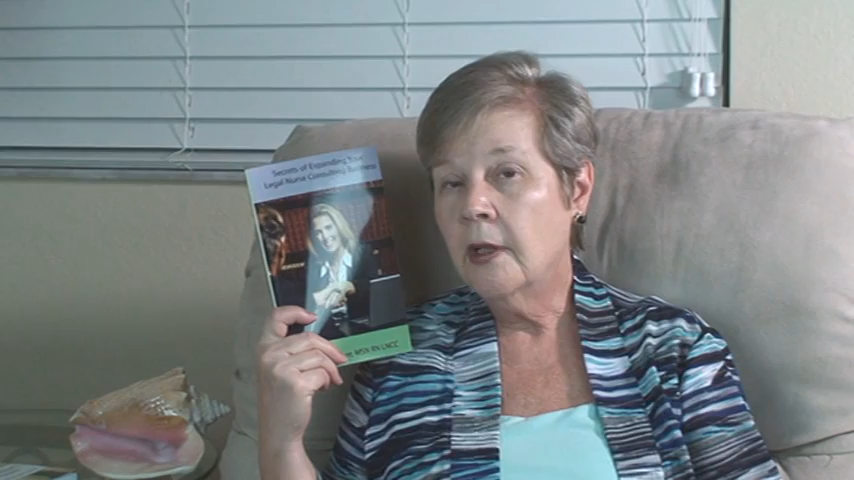 Secrets of Expanding Your
Legal Nurse Consulting Business
MSN RN LNCC